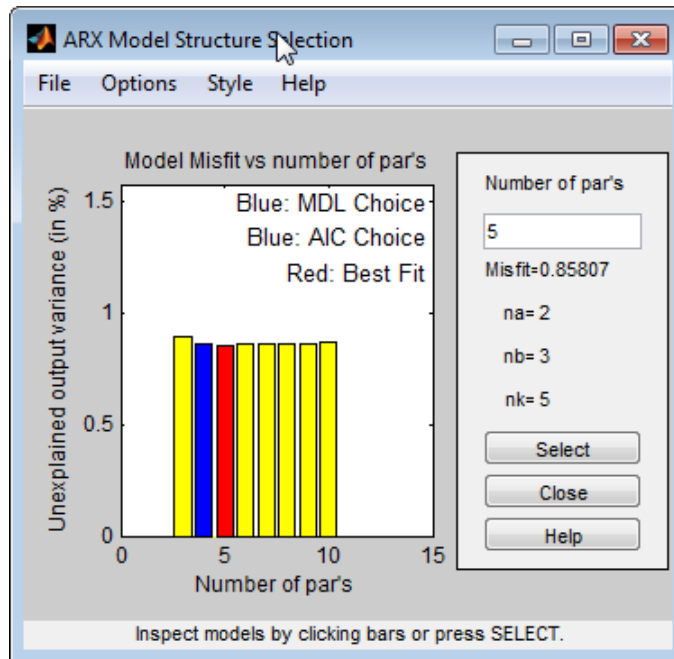 ARX Model Structure Selection
File Options Style Help
Model Misfit vs number of par's
Unexplained output variance (in %)
1.5
1
0.5
0
Blue: MDL Choice
Blue: AIC Choice
Red: Best Fit
0 5 10 15
Number of par's
Number of par's
5
Misfit=0.85807
na= 2
nb= 3
nk= 5
Select
Close
Help
Inspect models by clicking bars or press SELECT.